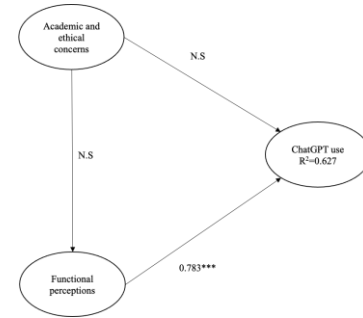 Academic and
ethical
concerns
N.S
ChatGPT use
R²=0.627
N.S
0.783***
Functional
perceptions